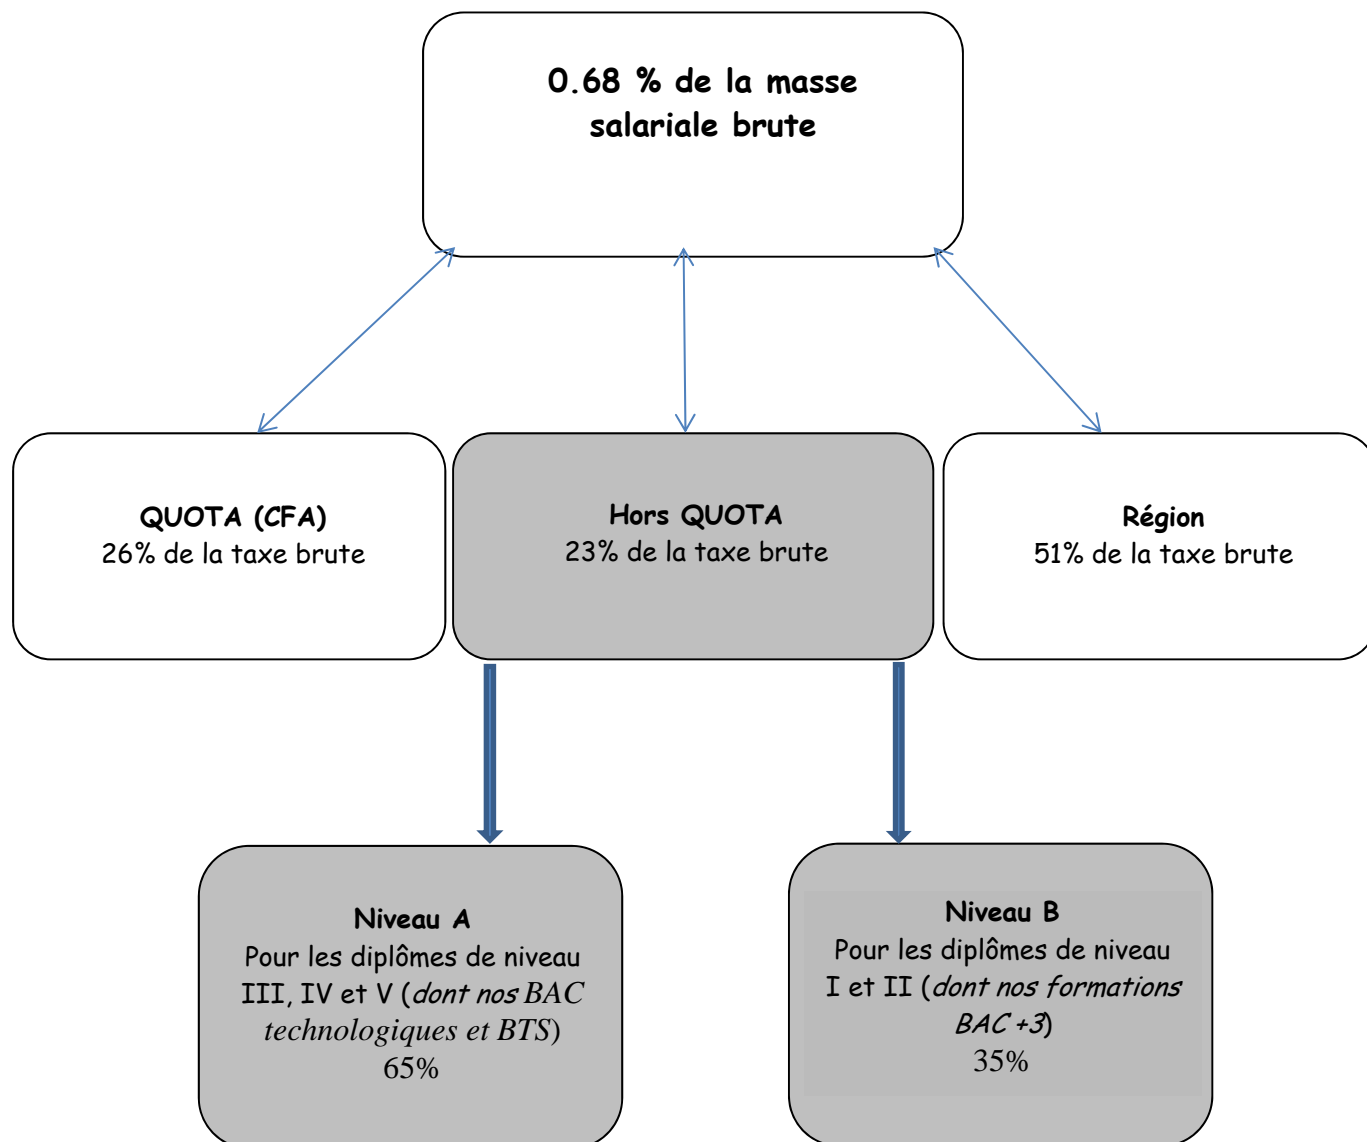 0.68 % de la masse
salariale brute
QUOTA (CFA)
26% de la taxe brute
Hors QUOTA
23% de la taxe brute
Région
51% de la taxe brute
Niveau A
Pour les diplômes de niveau
III, IV et V (dont nos BAC
technologiques et BTS)
65%
Niveau B
Pour les diplômes de niveau
I et II (dont nos formations
BAC +3)
35%